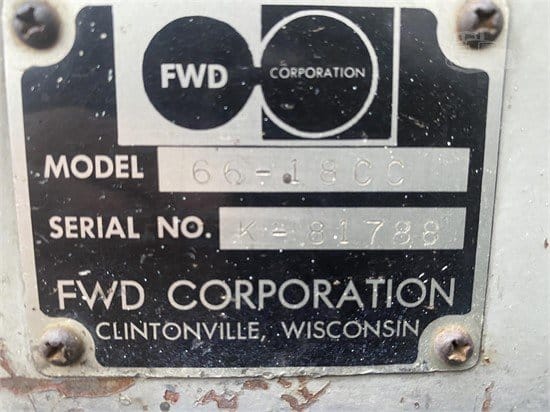 FWD CORPORATION
MODEL 66-18CC
SERIAL NO. K-81788
FWD CORPORATION
CLINTONVILLE, WISCONSIN